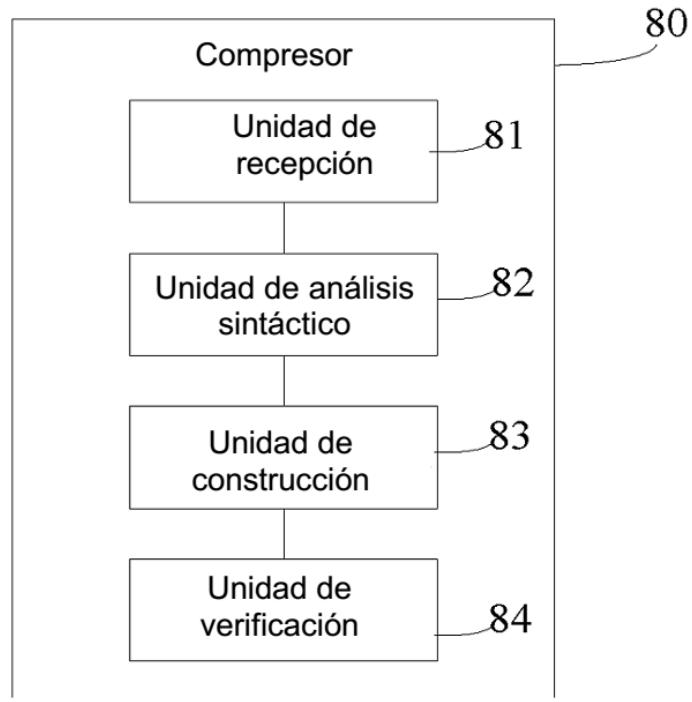 80
Compresor
Unidad de
recepción
81
Unidad de análisis
sintáctico
82
Unidad de
construcción
83
Unidad de
verificación
84